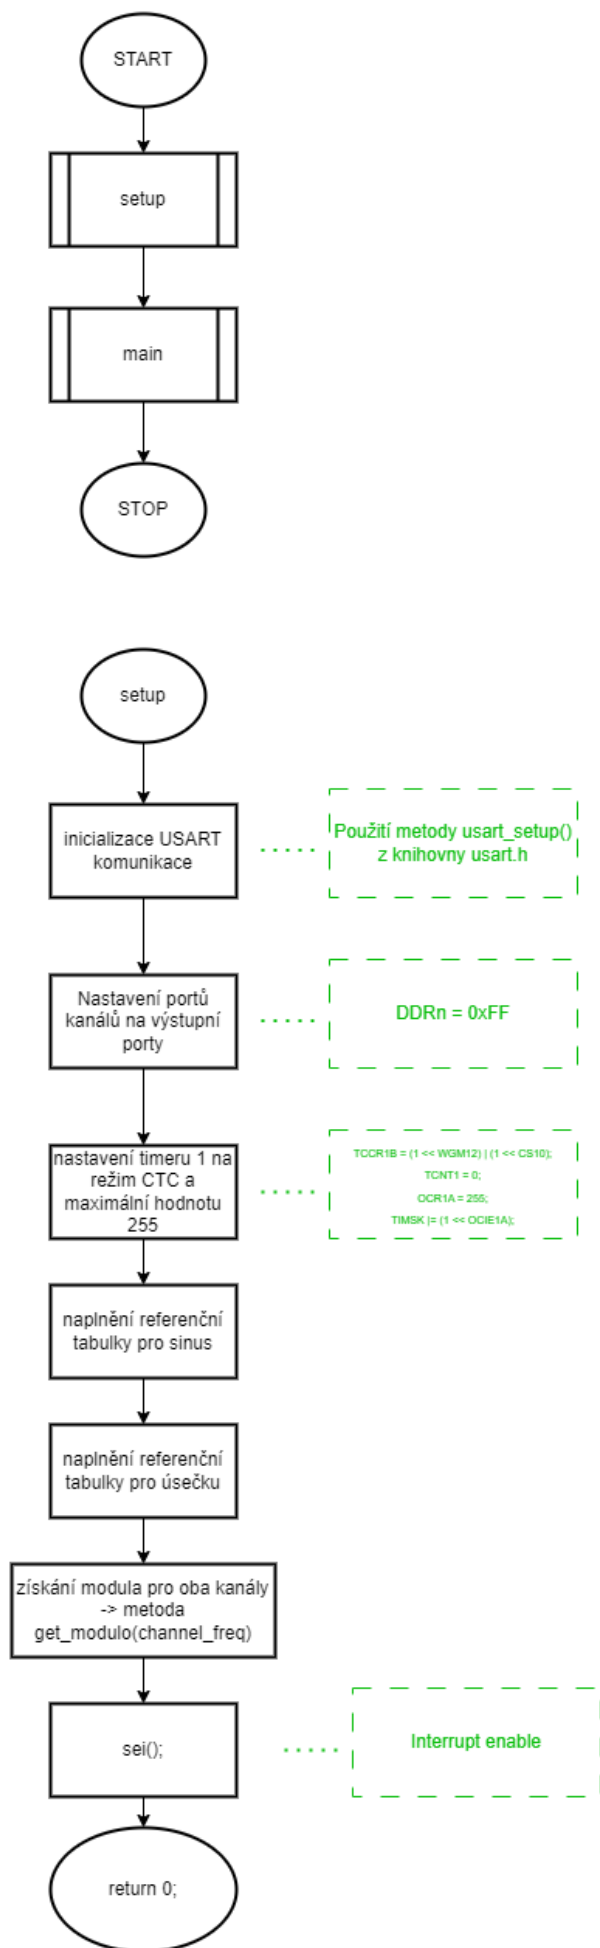 START
setup
main
STOP
setup
inicializace USART
komunikace
Použití metody usart_setup()
z knihovny usart.h
Nastavení portů
kanálů na výstupní
porty
DDRn = 0xFF
nastavení timeru 1 na
režim CTC a
maximální hodnotu
255
TCCR1B = (1 << WGM12) | (1 << CS10);
TCNT1 = 0;
OCR1A = 255;
TIMSK |= (1 << OCIE1A);
naplnění referenční
tabulky pro sinus
naplnění referenční
tabulky pro úsečku
získání modula pro oba kanály
-> metoda
get_modulo(channel_freq)
sei();
Interrupt enable
return 0;